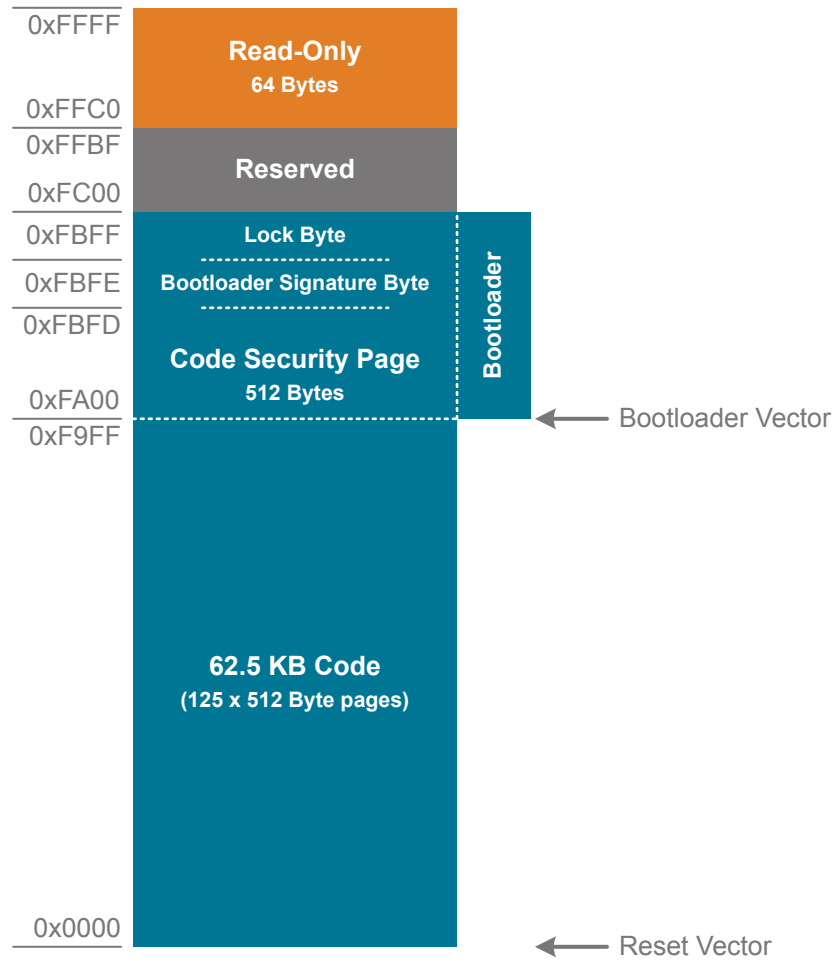 0xFFFF
Read-Only
64 Bytes
0xFFC0
0xFFBF
Reserved
0xFC00
0xFBFF
Lock Byte
0xFBFE
Bootloader Signature Byte
0xFBFD
Code Security Page
512 Bytes
Bootloader
0xFA00
Bootloader Vector
0xF9FF
62.5 KB Code
(125 x 512 Byte pages)
0x0000
Reset Vector